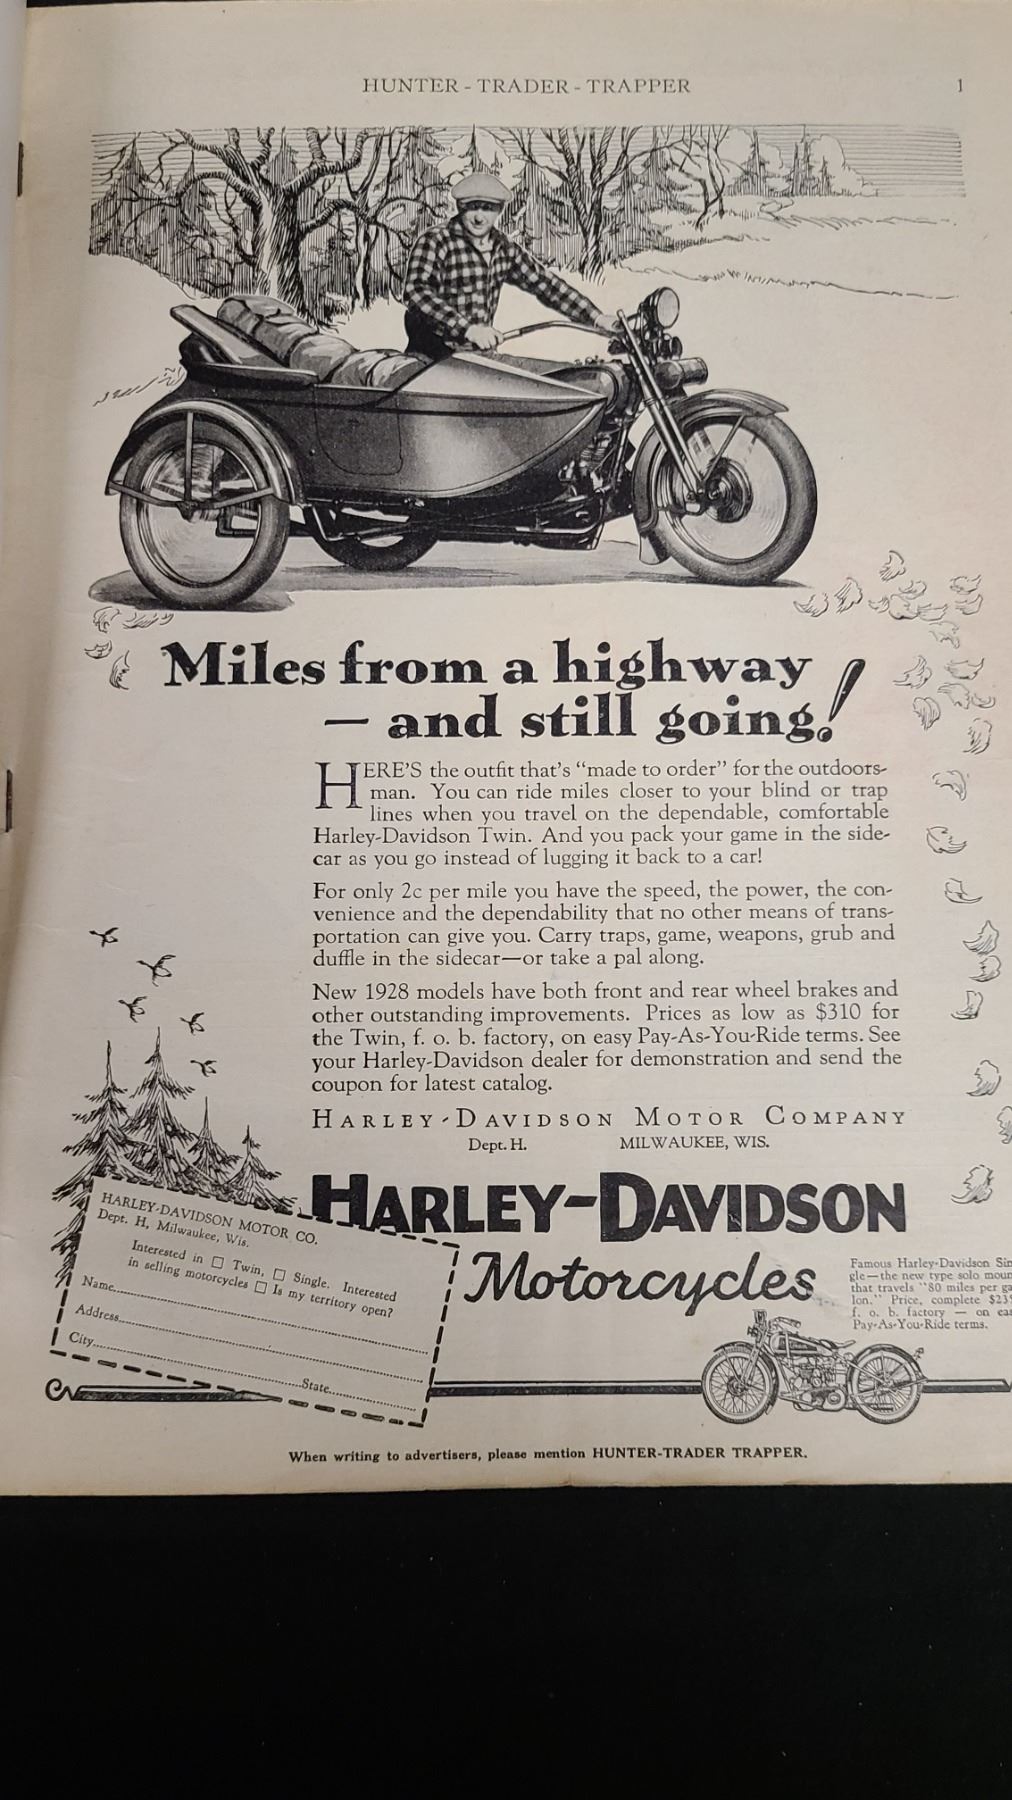 HUNTER - TRADER - TRAPPER 1
Miles from a highway
— and still going!
HERE'S the outfit that's "made to order" for the outdoors-
man. You can ride miles closer to your blind or trap
lines when you travel on the dependable, comfortable
Harley-Davidson Twin. And you pack your game in the side-
car as you go instead of lugging it back to a car!
For only 2c per mile you have the speed, the power, the con-
venience and the dependability that no other means of trans-
portation can give you. Carry traps, game, weapons, grub and
duffle in the sidecar—or take a pal along.
New 1928 models have both front and rear wheel brakes and
other outstanding improvements. Prices as low as $310 for
the Twin, f. o. b. factory, on easy Pay-As-You-Ride terms. See
your Harley-Davidson dealer for demonstration and send the
coupon for latest catalog.
HARLEY-DAVIDSON MOTOR COMPANY
Dept. H. MILWAUKEE, WIS.
HARLEY-DAVIDSON
Motorcycles
HARLEY-DAVIDSON MOTOR CO.
Dept. H, Milwaukee, Wis.
Interested in □ Twin, □ Single. Interested
in selling motorcycles □ Is my territory open?
Name
Address
City State
Famous Harley-Davidson Sin
gle—the new type solo moun
that travels "80 miles per ga
lon." Price, complete $23
f. o. b. factory — on eas
Pay-As-You-Ride terms.
When writing to advertisers, please mention HUNTER-TRADER TRAPPER.